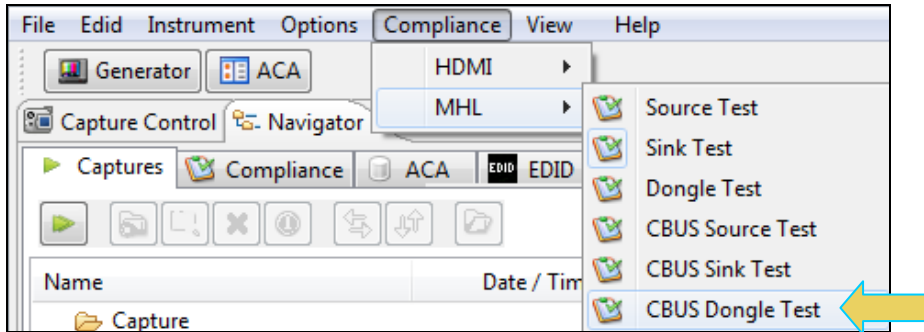 File Edid Instrument Options Compliance View Help
Generator ACA
HDMI
MHL
Source Test
Sink Test
Dongle Test
CBUS Source Test
CBUS Sink Test
CBUS Dongle Test
Capture Control Navigator
Captures Compliance ACA EDID EDID
Name Date / Tim
Capture